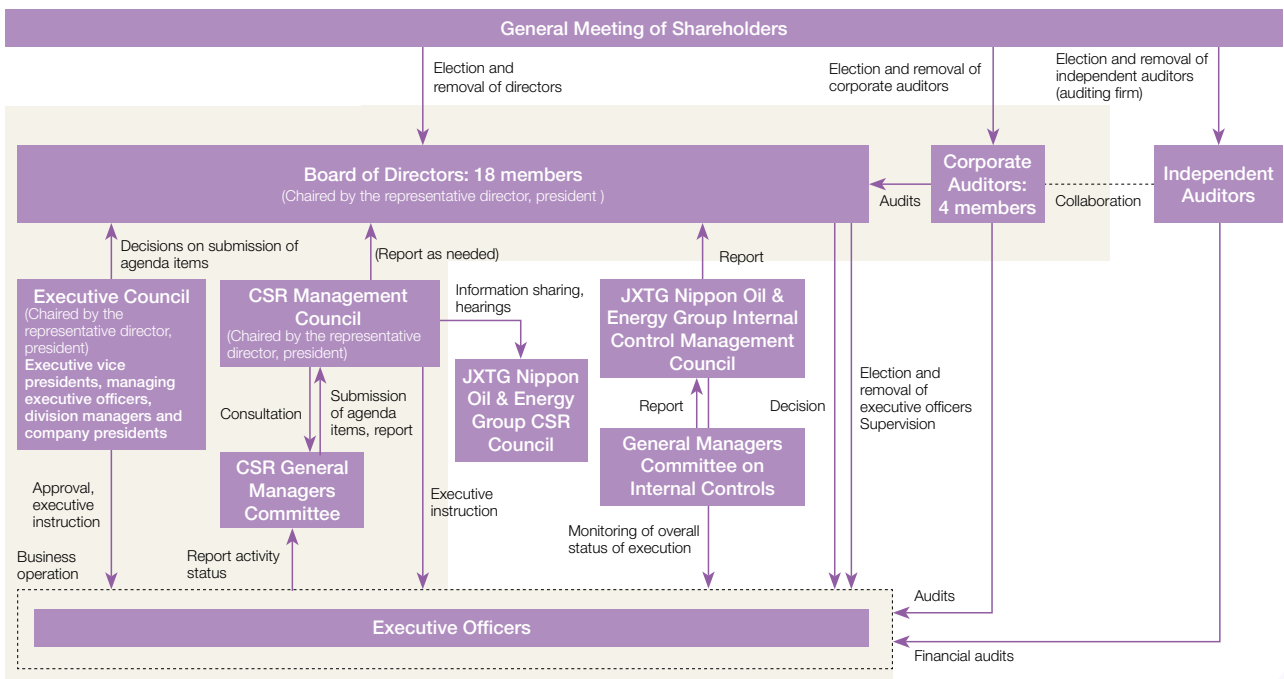 General Meeting of Shareholders
Election and
removal of directors
Election and removal of
corporate auditors
Election and removal of
independent auditors
(auditing firm)
Board of Directors: 18 members
(Chaired by the representative director, president )
Audits
Corporate
Auditors:
4 members
Collaboration
Independent
Auditors
Decisions on submission of
agenda items
(Report as needed)
Report
Executive Council
(Chaired by the
representative director,
president)
Executive vice
presidents, managing
executive officers,
division managers and
company presidents
CSR Management
Council
(Chaired by the representative
director, president)
Information sharing,
hearings
JXTG Nippon
Oil & Energy
Group CSR
Council
JXTG Nippon Oil &
Energy Group Internal
Control Management
Council
Consultation
Submission
of agenda
items, report
Report
Decision
Election and
removal of
executive officers
Supervision
CSR General
Managers
Committee
General Managers
Committee on
Internal Controls
Approval,
executive
instruction
Executive
instruction
Monitoring of overall
status of execution
Business
operation
Report activity
status
Audits
Executive Officers
Financial audits